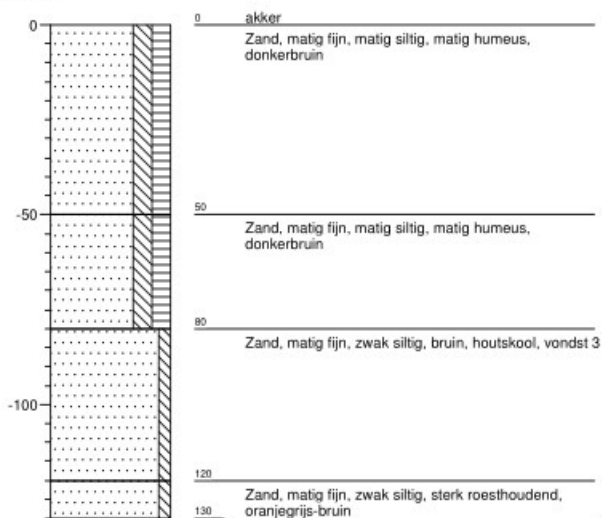 0
0
akker
Zand, matig fijn, matig siltig, matig humeus,
donkerbruin
-50
50
Zand, matig fijn, matig siltig, matig humeus,
donkerbruin
80
Zand, matig fijn, zwak siltig, bruin, houtskool, vondst 3
-100
120
Zand, matig fijn, zwak siltig, sterk roesthoudend,
oranjegrijs-bruin
130